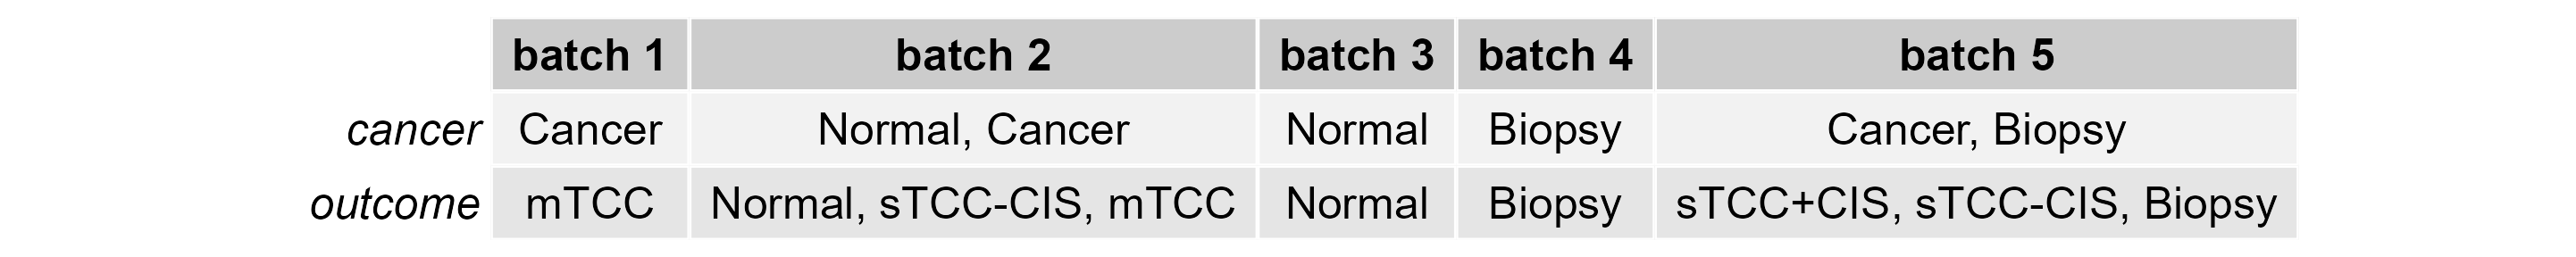 batch 1 batch 2 batch 3 batch 4 batch 5
cancer Cancer Normal, Cancer Normal Biopsy Cancer, Biopsy
outcome mTCC Normal, sTCC-CIS, mTCC Normal Biopsy sTCC+CIS, sTCC-CIS, Biopsy